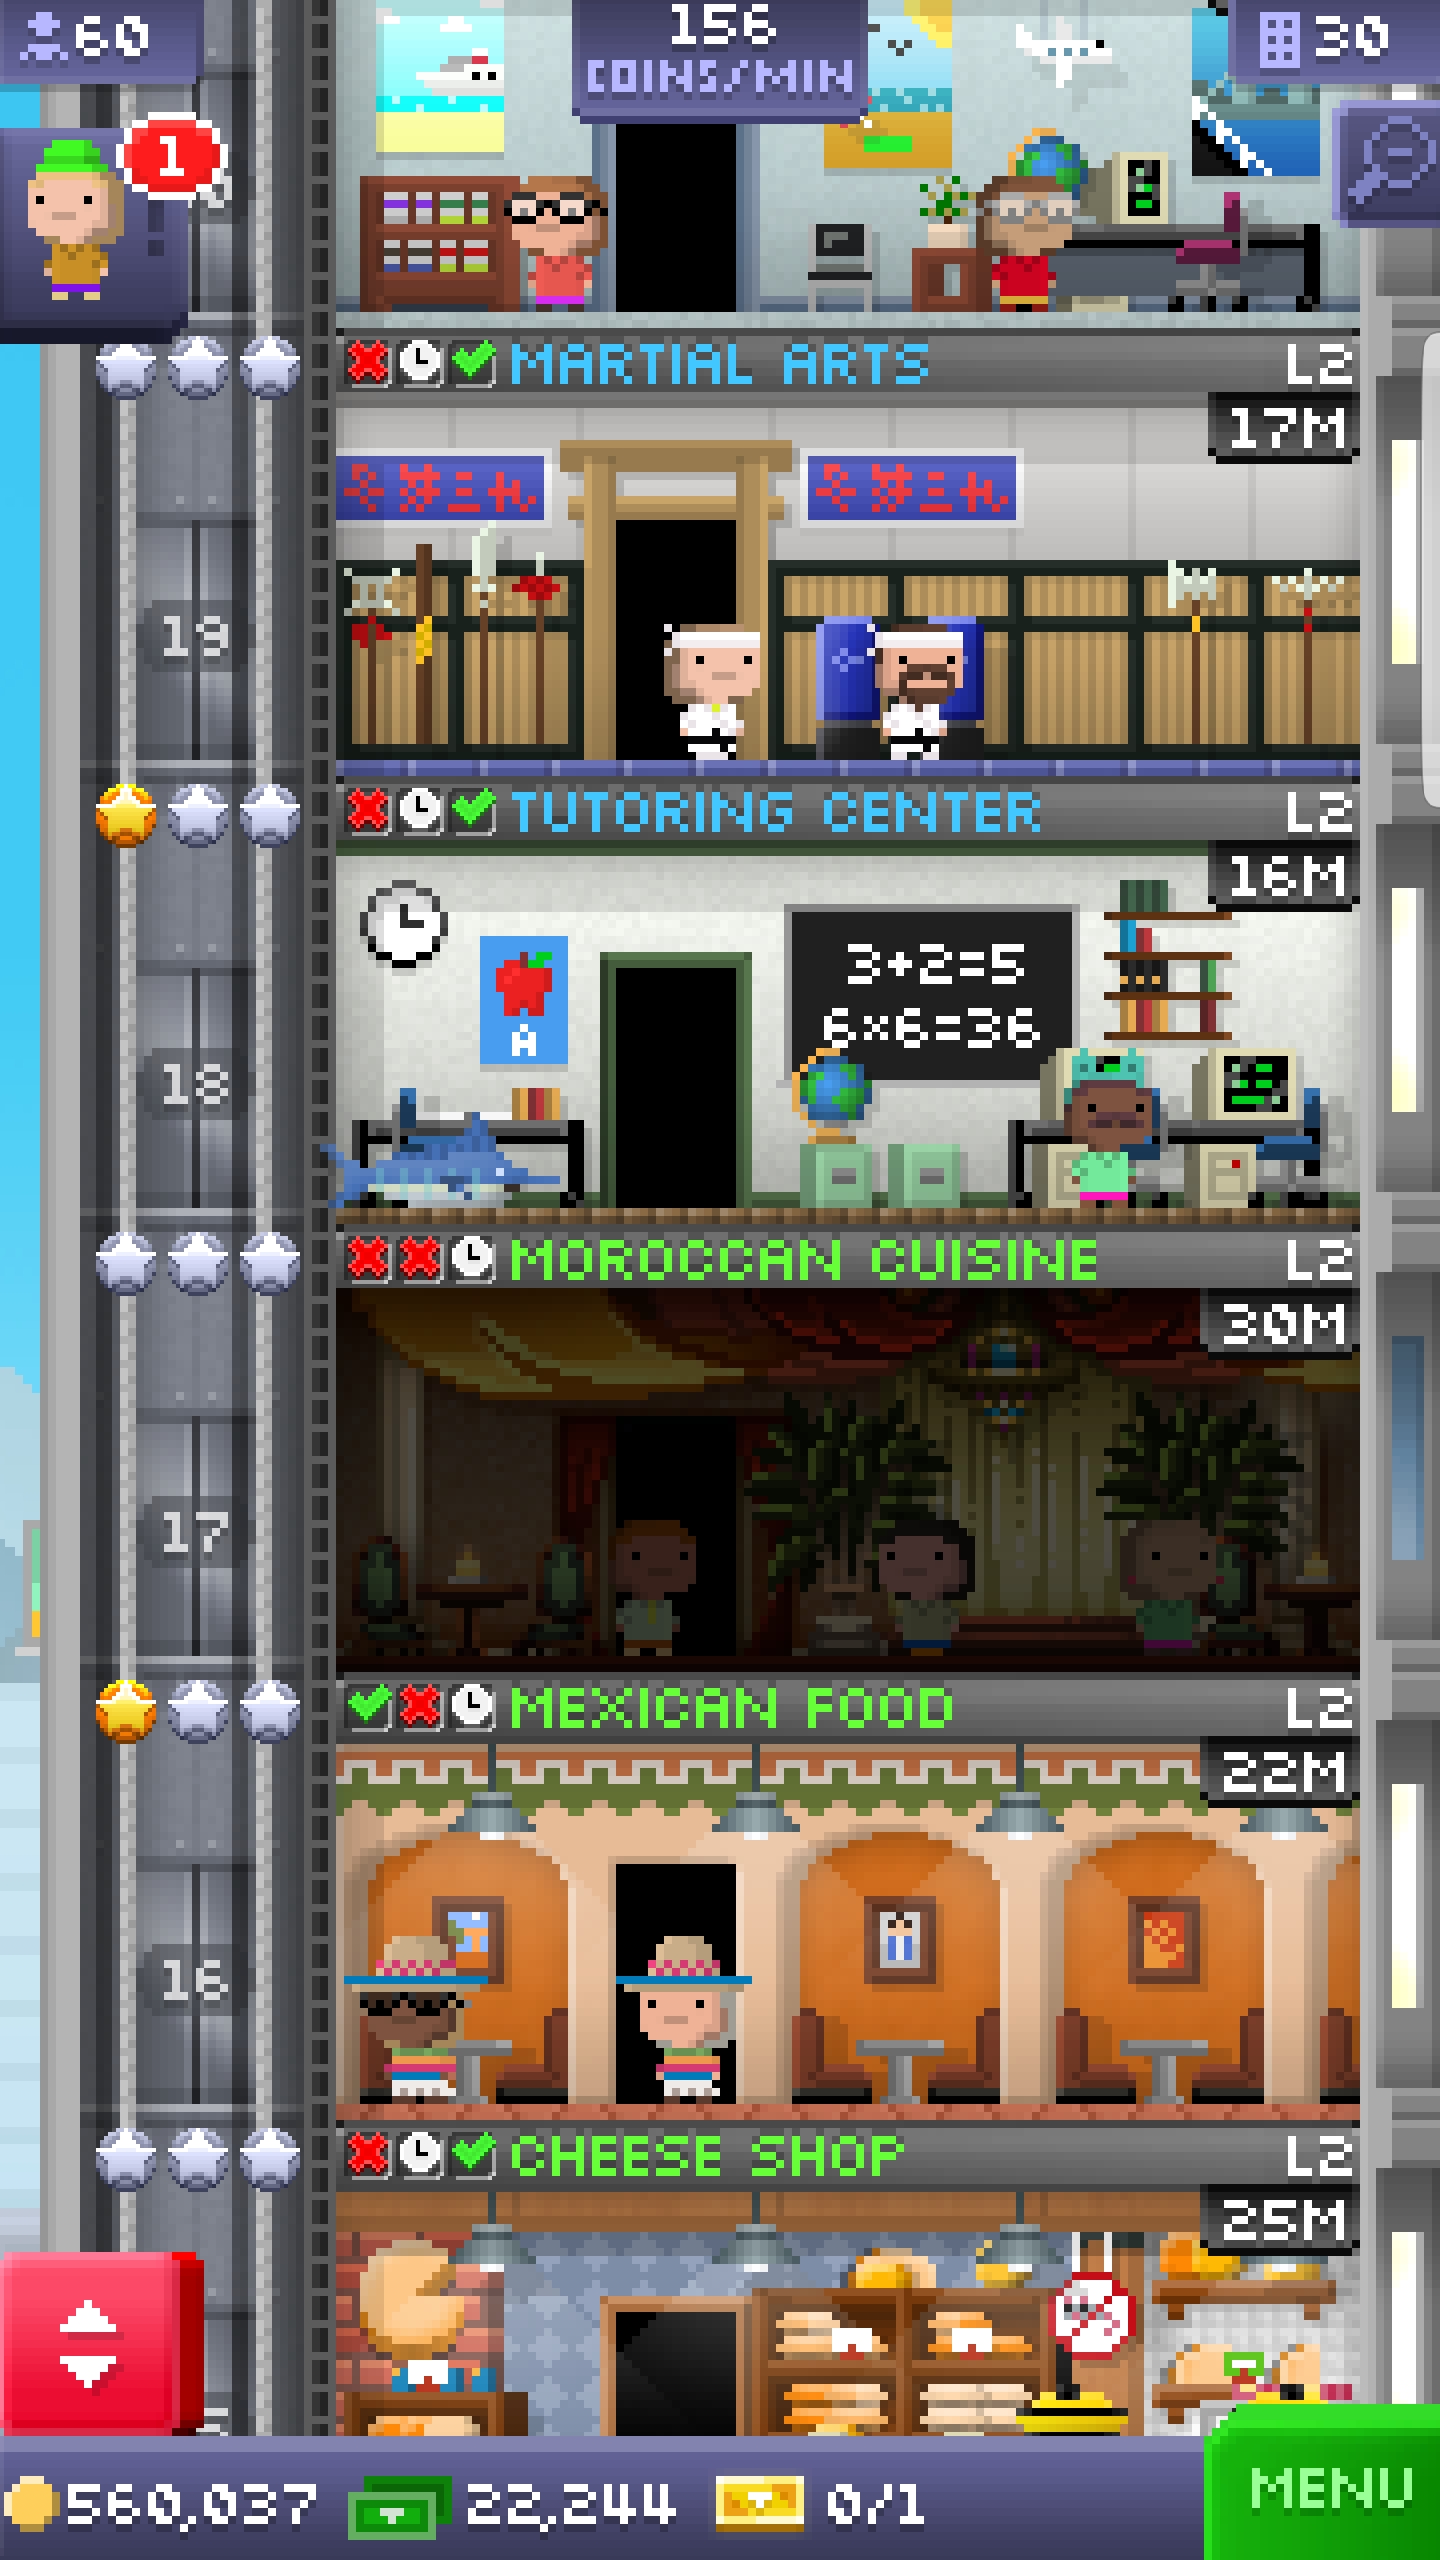 60
156
COINS/MIN
30
1
MARTIAL ARTS
L2
17M
19
TUTORING CENTER
L2
16M
3+2=5
6×6=36
A
18
MOROCCAN CUISINE
L2
30M
17
MEXICAN FOOD
L2
22M
16
CHEESE SHOP
L2
25M
560,037
22,244
0/1
MENU